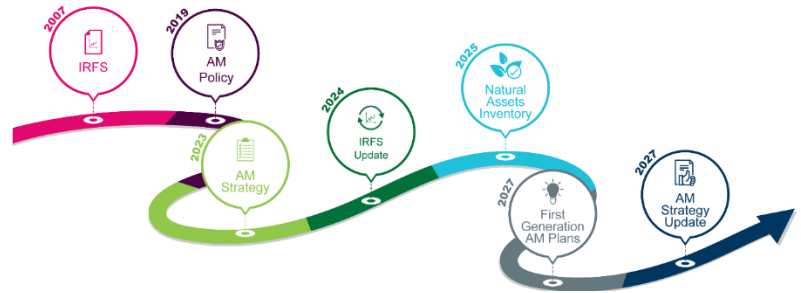 2007
IRFS
2019
AM
Policy
2023
AM
Strategy
2024
IRFS
Update
2025
Natural
Assets
Inventory
2027
First
Generation
AM Plans
2027
AM
Strategy
Update